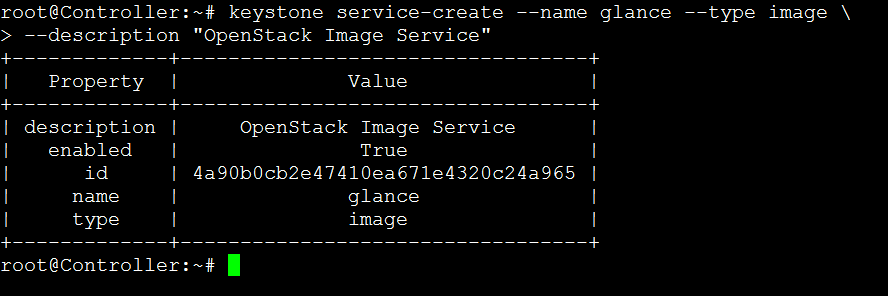 root@Controller:~# keystone service-create --name glance --type image \
> --description "OpenStack Image Service"
+-------------+----------------------------------+
|   Property  |              Value               |
+-------------+----------------------------------+
| description |     OpenStack Image Service      |
|   enabled   |               True               |
|      id     | 4a90b0cb2e47410ea671e4320c24a965 |
|     name    |              glance              |
|     type    |              image               |
+-------------+----------------------------------+
root@Controller:~#